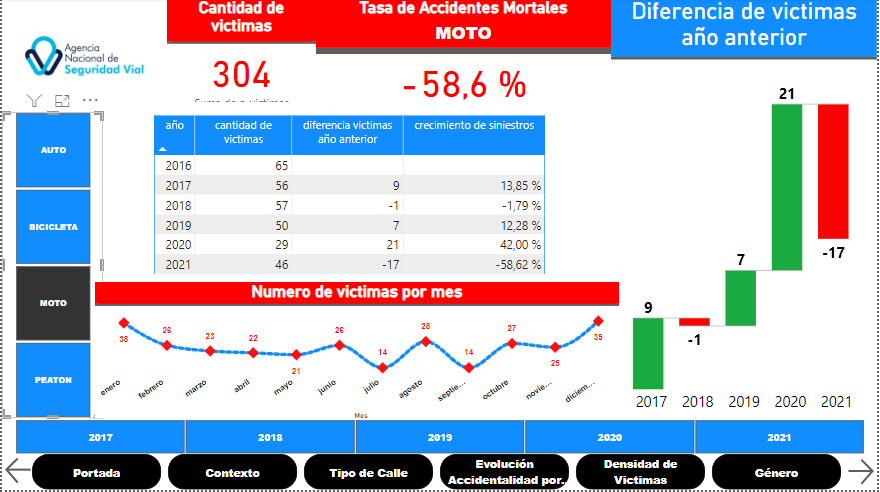 Cantidad de
victimas
Tasa de Accidentes Mortales
MOTO
Diferencia de victimas
año anterior
Agencia
Nacional de
Seguridad Vial
304
-58,6 %
año cantidad de victimas diferencia victimas año anterior crecimiento de siniestros
2016 65
2017 56 9 13,85 %
2018 57 -1 -1,79 %
2019 50 7 12,28 %
2020 29 21 42,00 %
2021 46 -17 -58,62 %
AUTO
BICICLETA
MOTO
PEATON
Numero de victimas por mes
38 26 23 22 21 26 14 28 14 27 25 39
enero febrero marzo abril mayo junio julio agosto septie... octubre novie... diciem...
Mes
9 -1 7 21 -17
2017 2018 2019 2020 2021
2017 2018 2019 2020 2021
Portada
Contexto
Tipo de Calle
Evolución
Accidentalidad por..
Densidad de
Victimas
Género